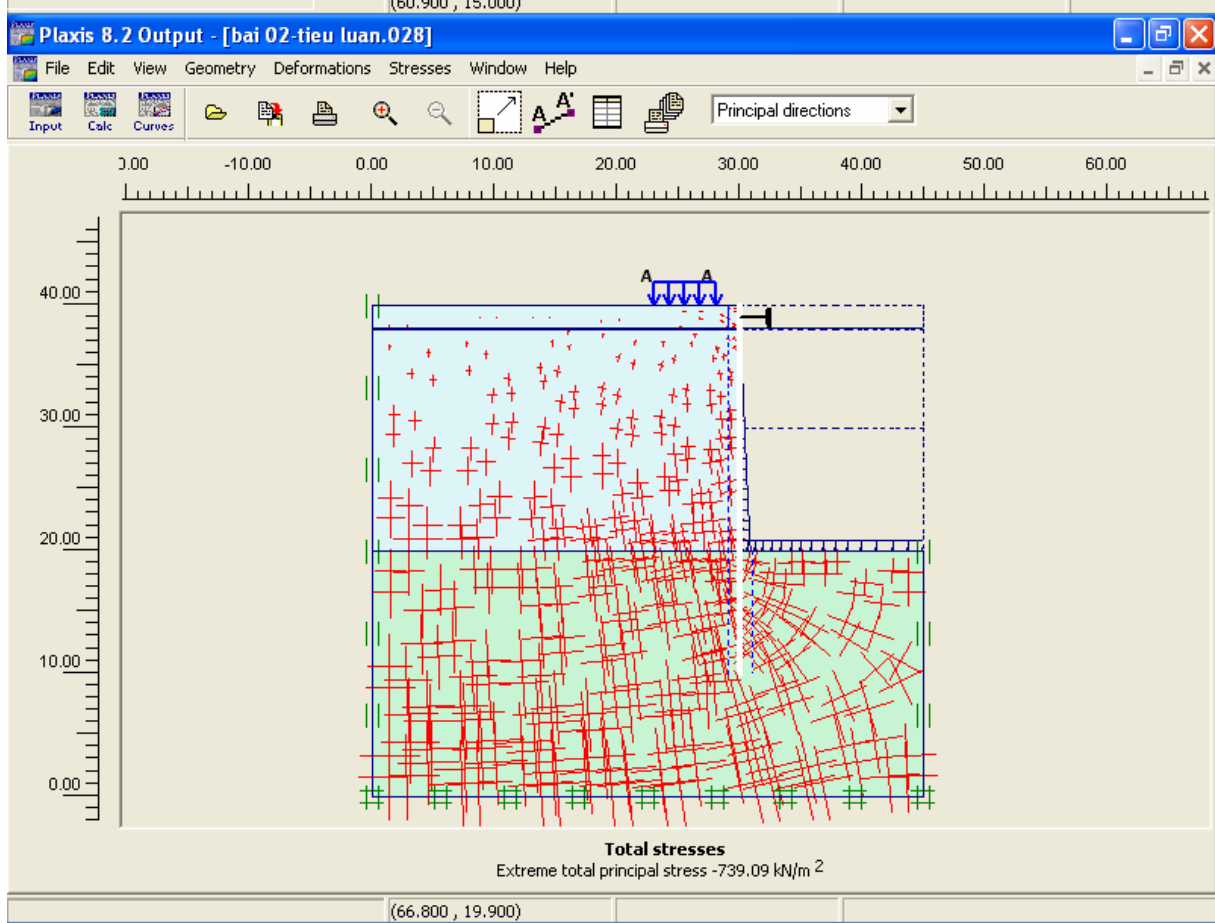 (60.900 , 15.000)
Plaxis 8.2 Output - [bai 02-tieu luan.028]
File Edit View Geometry Deformations Stresses Window Help
Input Calc Curves Principal directions
0.00 -10.00 0.00 10.00 20.00 30.00 40.00 50.00 60.00
A A
40.00
30.00
20.00
10.00
0.00
Total stresses
Extreme total principal stress -739.09 kN/m 2
(66.800 , 19.900)